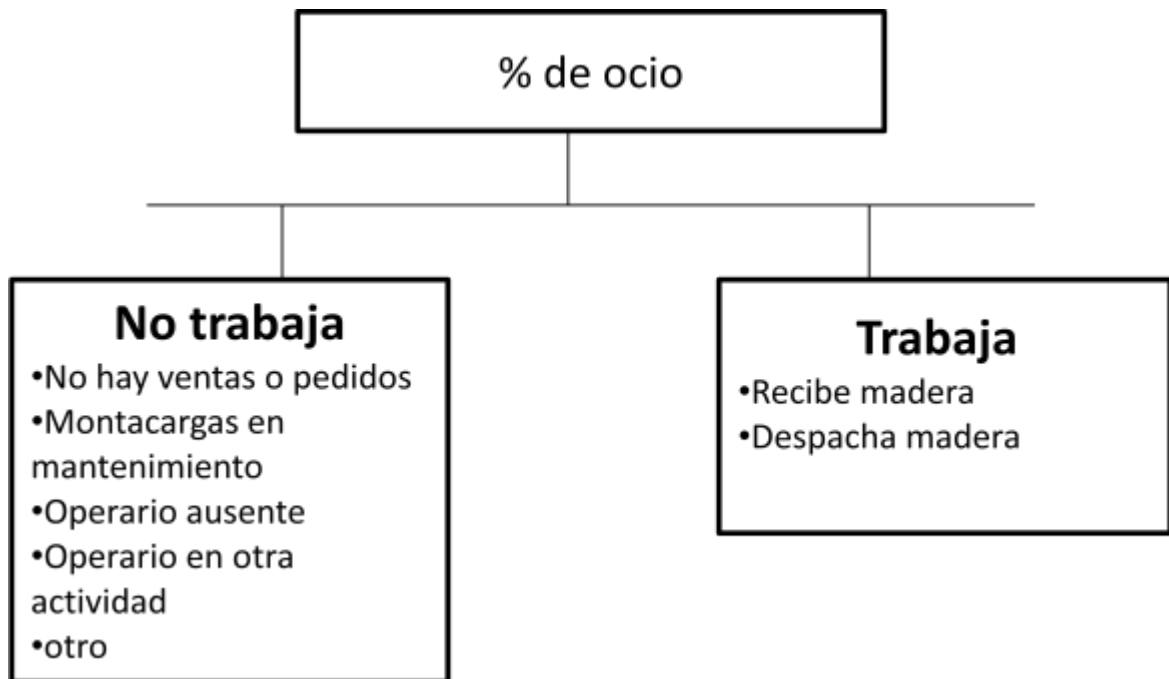 % de ocio
No trabaja
•No hay ventas o pedidos
•Montacargas en
mantenimiento
•Operario ausente
•Operario en otra
actividad
•otro
Trabaja
•Recibe madera
•Despacha madera